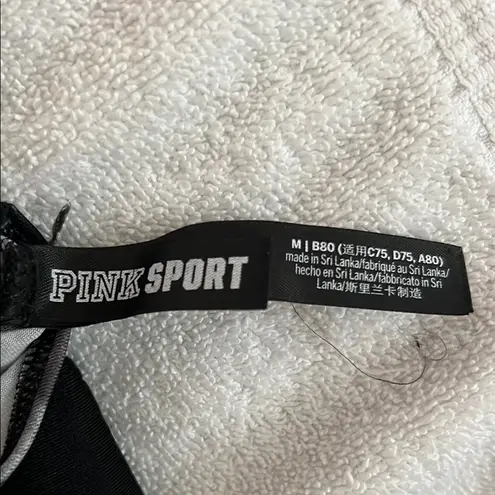 PINK SPORT
M | B80 (适用C75, D75, A80)
made in Sri Lanka/fabriqué au Sri Lanka/
hecho en Sri Lanka/fabbricato in Sri
Lanka/斯里兰卡制造